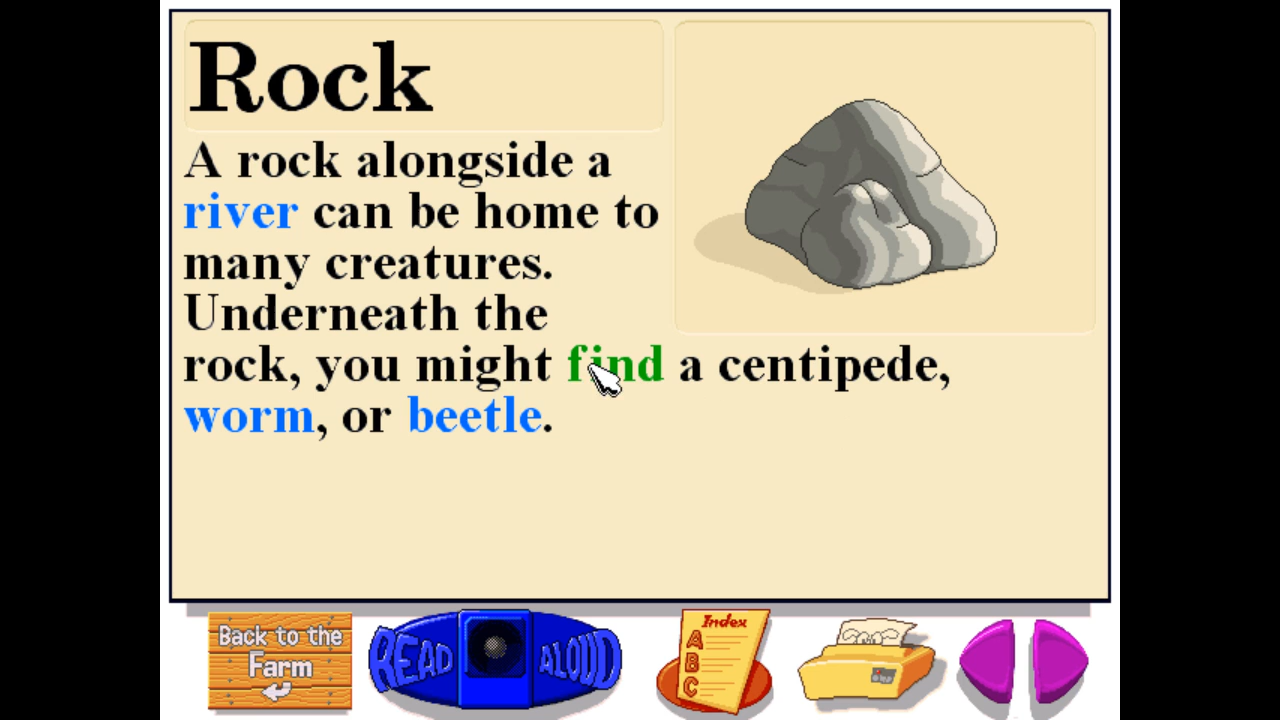 Rock
A rock alongside a
river can be home to
many creatures.
Underneath the
rock, you might find a centipede,
worm, or beetle.
Back to the
Farm
READ ALOUD
Index
A
B
C